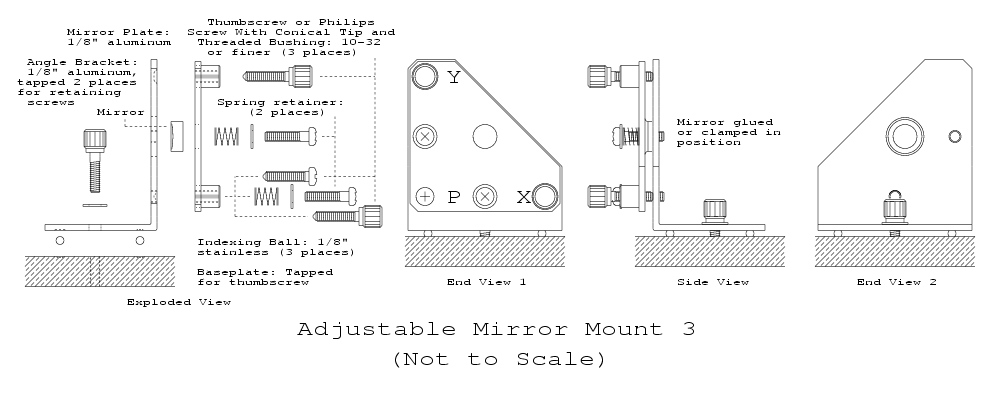 Mirror Plate:
1/8" aluminum
Thumbscrew or Philips
Screw With Conical Tip and
Threaded Bushing: 10-32
or finer (3 places)
Angle Bracket:
1/8" aluminum,
tapped 2 places
for retaining
screws
Mirror
Spring retainer:
(2 places)
Indexing Ball: 1/8"
stainless (3 places)
Baseplate: Tapped
for thumbscrew
Exploded View
Y
P
X
End View 1
Mirror glued
or clamped in
position
Side View
End View 2
Adjustable Mirror Mount 3
(Not to Scale)